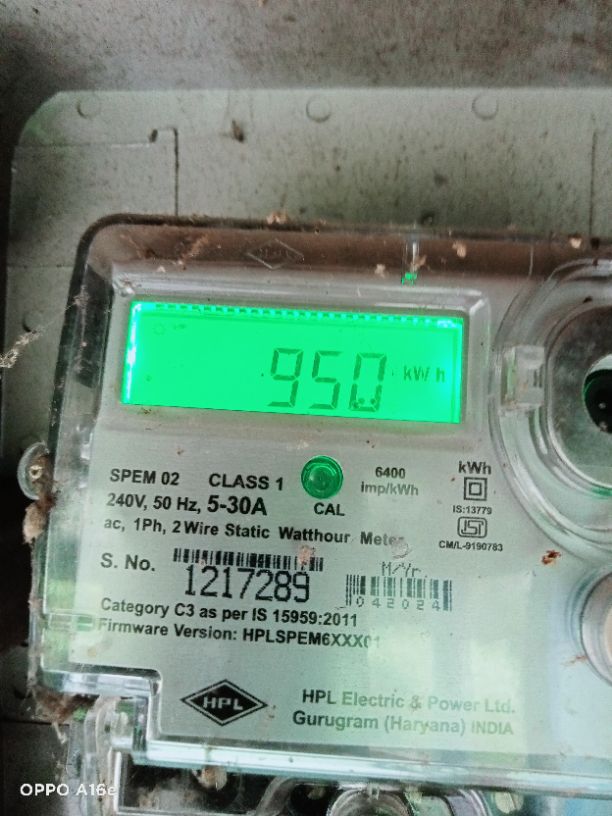 950 kWh
SPEM 02 CLASS 1 6400 imp/kWh kWh
240V, 50 Hz, 5-30A CAL IS:13779
ac, 1Ph, 2 Wire Static Watthour Meter CM/L-9190783
S. No. 1217289 M/Yr 042024
Category C3 as per IS 15959:2011
Firmware Version: HPLSPEM6XXX01
HPL HPL Electric & Power Ltd.
Gurugram (Haryana) INDIA
OPPO A16e